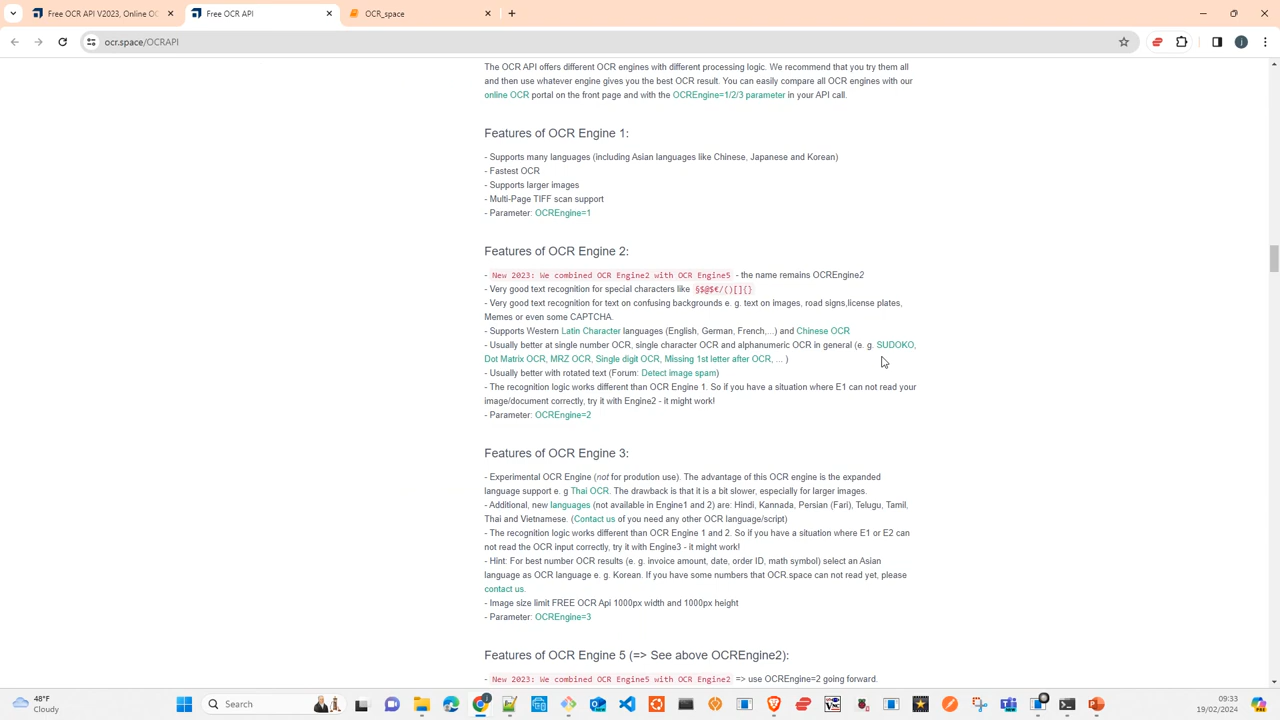 Free OCR API V2023, Online OC
Free OCR API
OCR_space
ocr.space/OCRAPI
The OCR API offers different OCR engines with different processing logic. We recommend that you try them all
and then use whatever engine gives you the best OCR result. You can easily compare all OCR engines with our
online OCR portal on the front page and with the OCREngine=1/2/3 parameter in your API call.
Features of OCR Engine 1:
- Supports many languages (including Asian languages like Chinese, Japanese and Korean)
- Fastest OCR
- Supports larger images
- Multi-Page TIFF scan support
- Parameter: OCREngine=1
Features of OCR Engine 2:
- New 2023: We combined OCR Engine2 with OCR Engine5 - the name remains OCREngine2
- Very good text recognition for special characters like §$@$€/()[]{}
- Very good text recognition for text on confusing backgrounds e. g. text on images, road signs,license plates,
Memes or even some CAPTCHA.
- Supports Western Latin Character languages (English, German, French,...) and Chinese OCR
- Usually better at single number OCR, single character OCR and alphanumeric OCR in general (e. g. SUDOKO,
Dot Matrix OCR, MRZ OCR, Single digit OCR, Missing 1st letter after OCR, ... )
- Usually better with rotated text (Forum: Detect image spam)
- The recognition logic works different than OCR Engine 1. So if you have a situation where E1 can not read your
image/document correctly, try it with Engine2 - it might work!
- Parameter: OCREngine=2
Features of OCR Engine 3:
- Experimental OCR Engine (not for prodution use). The advantage of this OCR engine is the expanded
language support e. g Thai OCR. The drawback is that it is a bit slower, especially for larger images.
- Additional, new languages (not available in Engine1 and 2) are: Hindi, Kannada, Persian (Fari), Telugu, Tamil,
Thai and Vietnamese. (Contact us of you need any other OCR language/script)
- The recognition logic works different than OCR Engine 1 and 2. So if you have a situation where E1 or E2 can
not read the OCR input correctly, try it with Engine3 - it might work!
- Hint: For best number OCR results (e. g. invoice amount, date, order ID, math symbol) select an Asian
language as OCR language e. g. Korean. If you have some numbers that OCR.space can not read yet, please
contact us.
- Image size limit FREE OCR Api 1000px width and 1000px height
- Parameter: OCREngine=3
Features of OCR Engine 5 (=> See above OCREngine2):
- New 2023: We combined OCR Engine5 with OCR Engine2 => use OCREngine=2 going forward.
48°F
Cloudy
Search
09:33
19/02/2024